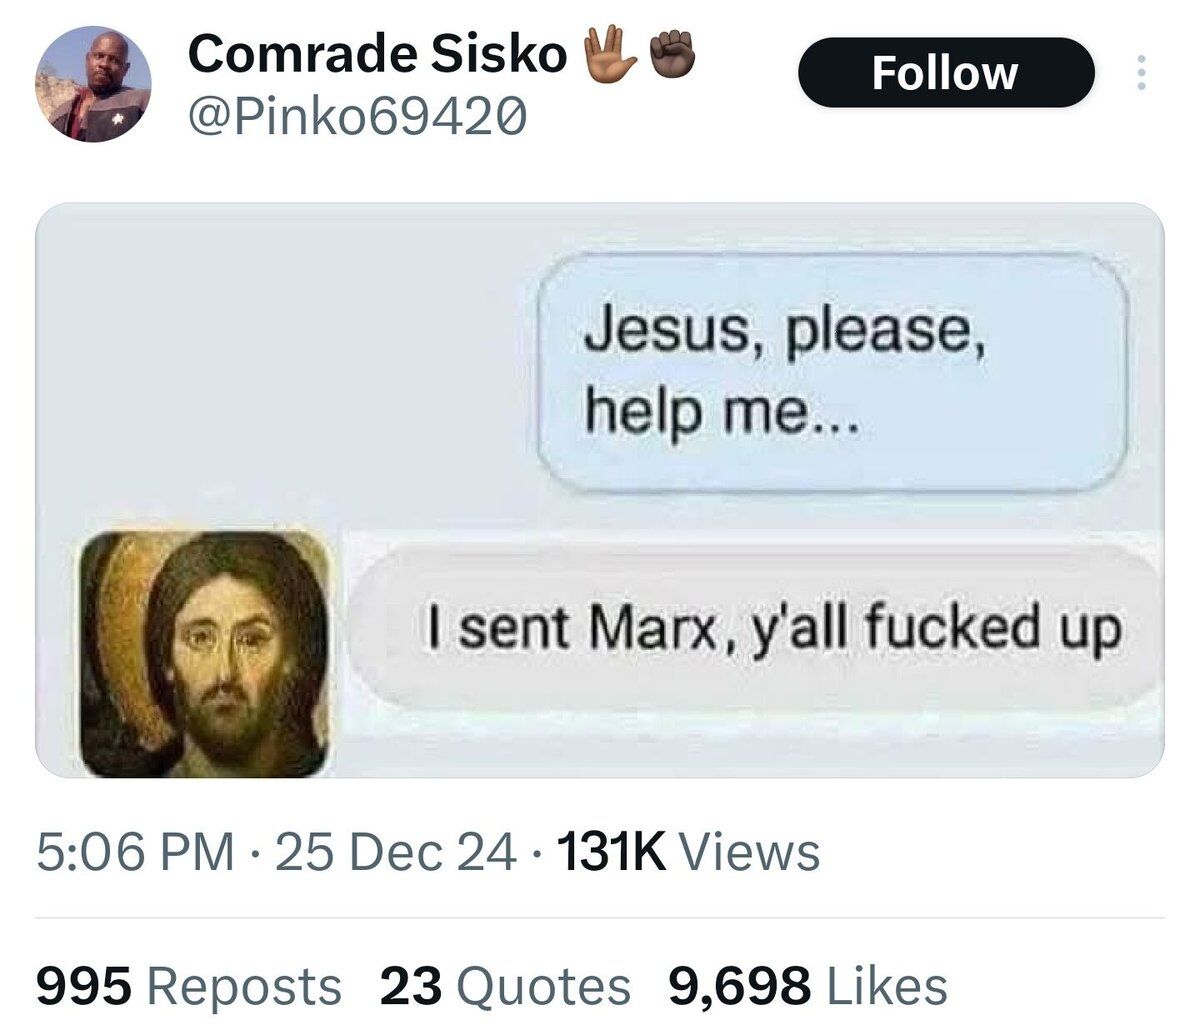 Comrade Sisko 🖖🏾✊🏿
Follow
@Pinko69420
Jesus, please,
help me...
I sent Marx, y'all fucked up
5:06 PM · 25 Dec 24 · 131K Views
995 Reposts 23 Quotes 9,698 Likes